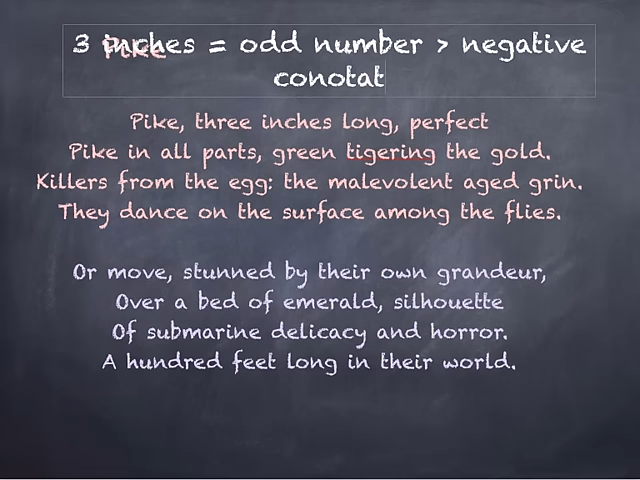 3 inches = odd number > negative
conotat
Pike
Pike, three inches long, perfect
Pike in all parts, green tigering the gold.
Killers from the egg: the malevolent aged grin.
They dance on the surface among the flies.
Or move, stunned by their own grandeur,
Over a bed of emerald, silhouette
Of submarine delicacy and horror.
A hundred feet long in their world.